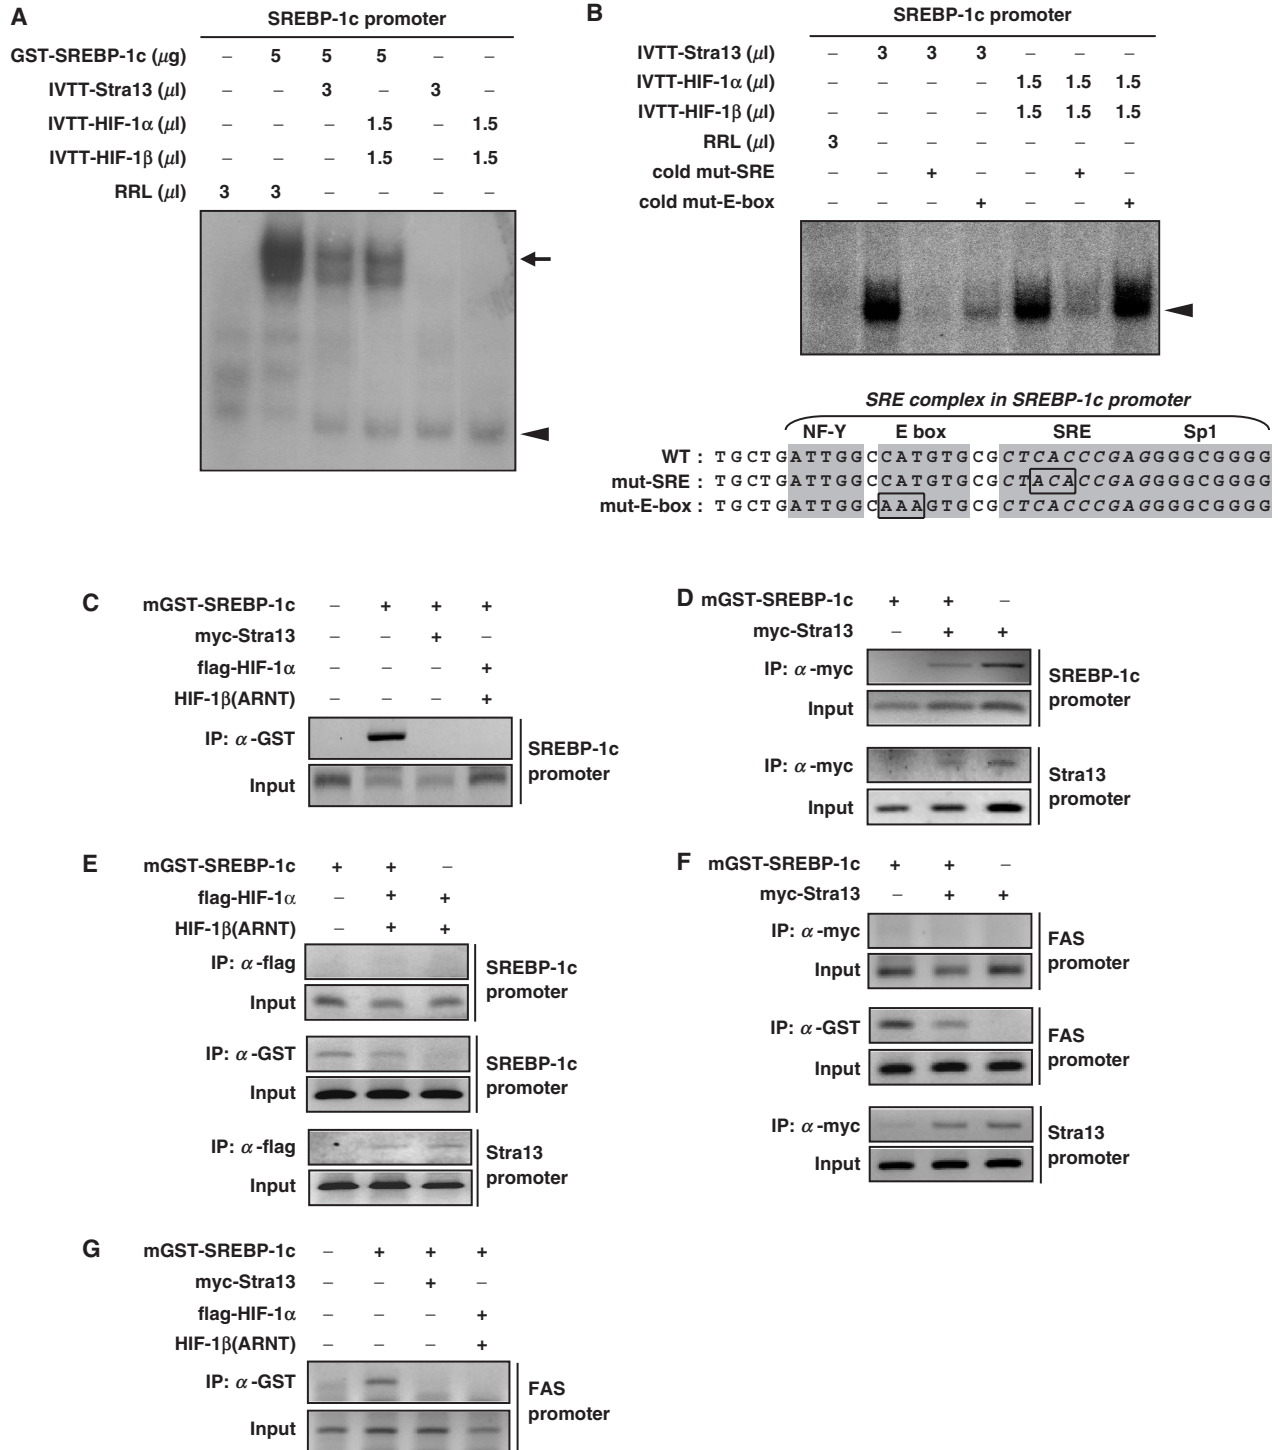 A
SREBP-1c promoter
GST-SREBP-1c (μg) – 5 5 5 – –
IVTT-Stra13 (μl) – – 3 – 3 –
IVTT-HIF-1α (μl) – – – 1.5 – 1.5
IVTT-HIF-1β (μl) – – – 1.5 – 1.5
RRL (μl) 3 3 – – – –
B
SREBP-1c promoter
IVTT-Stra13 (μl) – 3 3 3 – – –
IVTT-HIF-1α (μl) – – – – 1.5 1.5 1.5
IVTT-HIF-1β (μl) – – – – 1.5 1.5 1.5
RRL (μl) 3 – – – – – –
cold mut-SRE – – + – – + –
cold mut-E-box – – – + – – +
SRE complex in SREBP-1c promoter
NF-Y E box SRE Sp1
WT : TGCTGATTGGCCATGTGCGCTCACCCGAGGGGCGGGG
mut-SRE : TGCTGATTGGCCATGTGCGCTACACCGAGGGGCGGGG
mut-E-box : TGCTGATTGGCAAAGTGCGCTCACCCGAGGGGCGGGG
C
mGST-SREBP-1c – + + +
myc-Stra13 – – + –
flag-HIF-1α – – – +
HIF-1β(ARNT) – – – +
IP: α-GST
Input
SREBP-1c
promoter
D
mGST-SREBP-1c + + –
myc-Stra13 – + +
IP: α-myc
Input
SREBP-1c
promoter
IP: α-myc
Input
Stra13
promoter
E
mGST-SREBP-1c + + –
flag-HIF-1α – + +
HIF-1β(ARNT) – + +
IP: α-flag
Input
SREBP-1c
promoter
IP: α-GST
Input
SREBP-1c
promoter
IP: α-flag
Input
Stra13
promoter
F
mGST-SREBP-1c + + –
myc-Stra13 – + +
IP: α-myc
Input
FAS
promoter
IP: α-GST
Input
FAS
promoter
IP: α-myc
Input
Stra13
promoter
G
mGST-SREBP-1c – + + +
myc-Stra13 – – + –
flag-HIF-1α – – – +
HIF-1β(ARNT) – – – +
IP: α-GST
Input
FAS
promoter